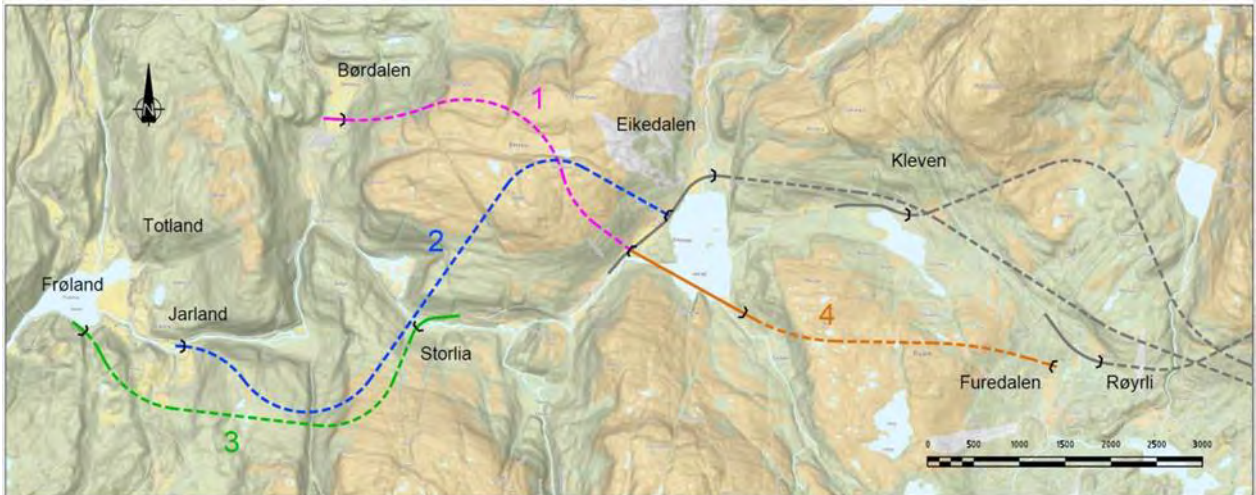 Børdalen
1
N
Eikedalen
Kleven
Totland
2
Frøland
Jarland
4
Storlia
Furedalen
Røyrli
3
0 500 1000 1500 2000 2500 3000